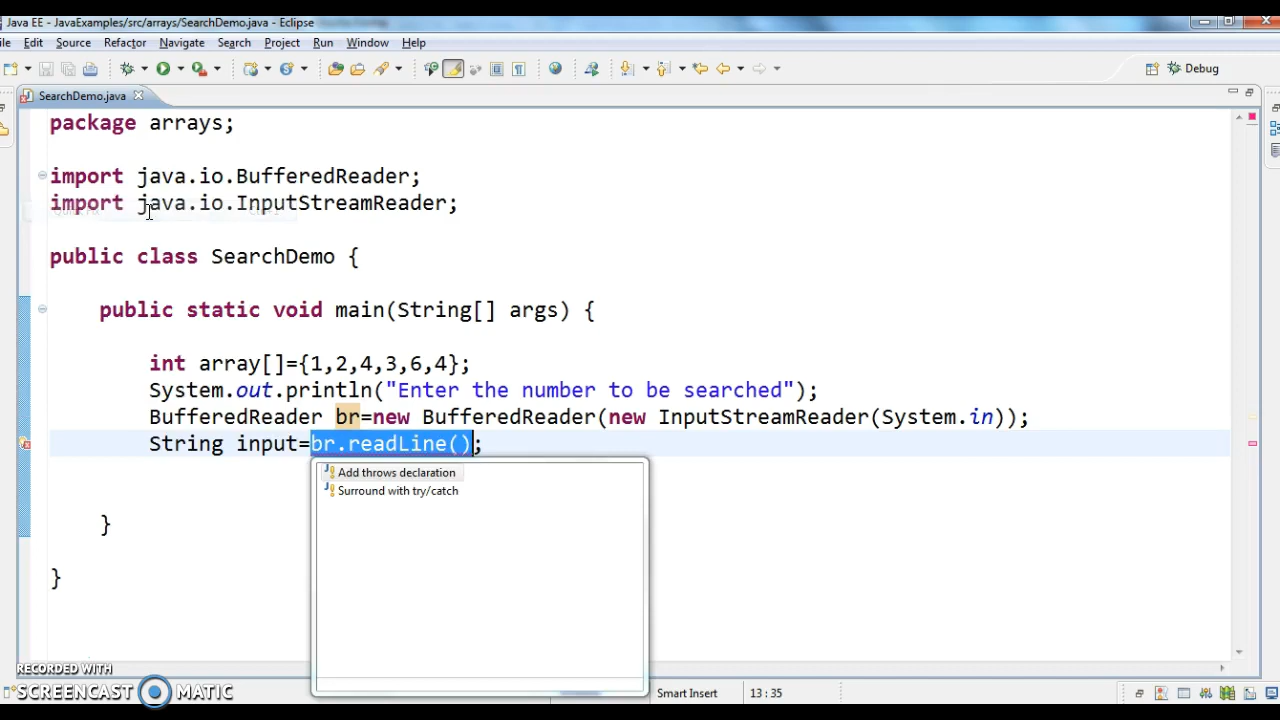 Java EE - JavaExamples/src/arrays/SearchDemo.java - Eclipse
ile Edit Source Refactor Navigate Search Project Run Window Help
Debug
SearchDemo.java
package arrays;
import java.io.BufferedReader;
import java.io.InputStreamReader;
public class SearchDemo {
public static void main(String[] args) {
int array[]={1,2,4,3,6,4};
System.out.println("Enter the number to be searched");
BufferedReader br=new BufferedReader(new InputStreamReader(System.in));
String input=br.readLine();
Add throws declaration
Surround with try/catch
}
}
RECORDED WITH
SCREENCAST MATIC
Smart Insert
13 : 35